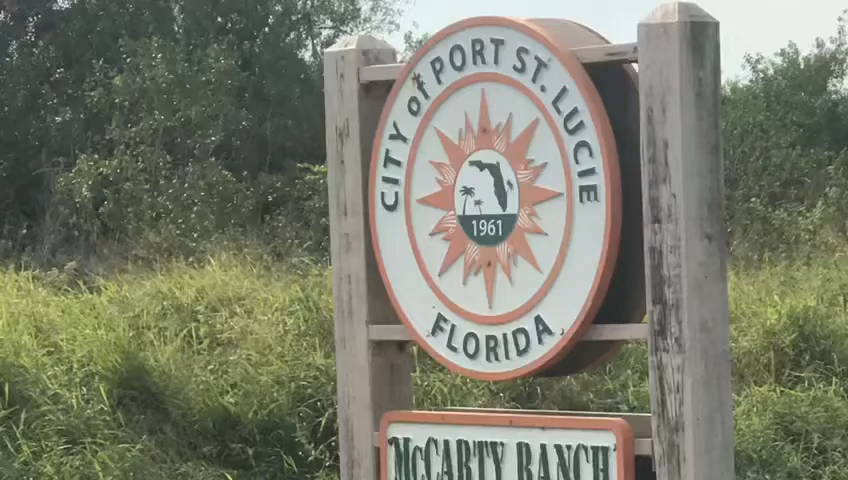 CITY of PORT ST. LUCIE
1961
FLORIDA
McCARTY RANCH